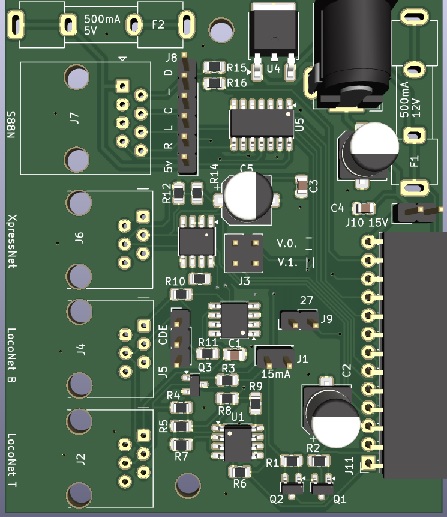 500mA
5V
F2
J8
D
C
L
R
5v
4
R15
R16
U4
U5
500mA 12V
F1
S88N
J7
R14
R12
C5
C3
C4
J10 15V
XpressNet
J6
V.0.
V.1.
J3
R10
27
J9
CDE
J5
R11
C1
J1
15mA
Q3
R3
LocoNet B
J4
R4
R8
R9
C2
R5
R7
U1
R6
R1
R2
J11
LocoNet T
J2
Q2
Q1